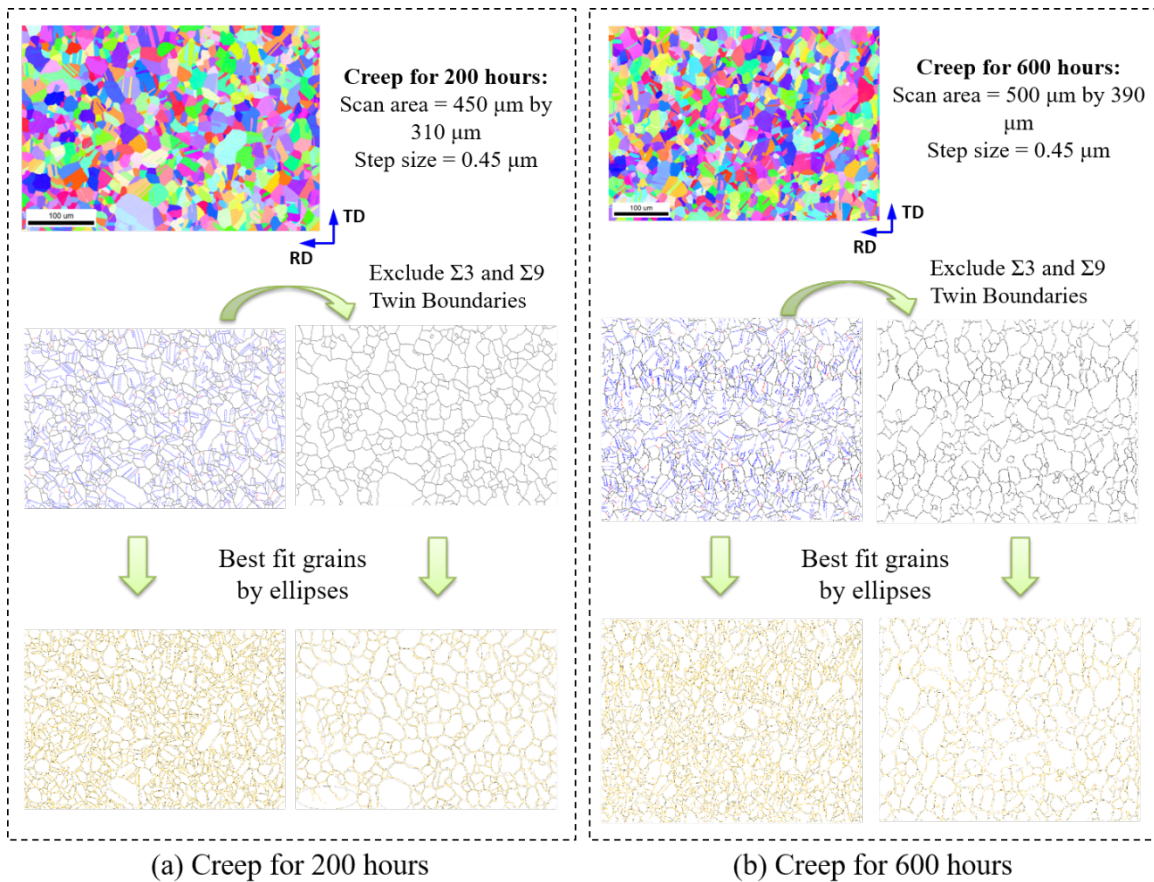 Creep for 200 hours:
Scan area = 450 μm by
310 μm
Step size = 0.45 μm
100 um
TD
RD
Exclude Σ3 and Σ9
Twin Boundaries
Best fit grains
by ellipses
(a) Creep for 200 hours
Creep for 600 hours:
Scan area = 500 μm by 390
μm
Step size = 0.45 μm
100 um
TD
RD
Exclude Σ3 and Σ9
Twin Boundaries
Best fit grains
by ellipses
(b) Creep for 600 hours